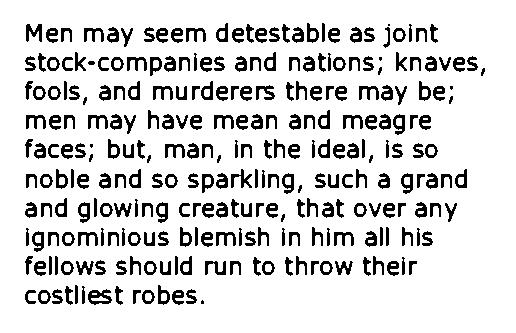 Men may seem detestable as joint
stock-companies and nations; knaves,
fools, and murderers there may be;
men may have mean and meagre
faces; but, man, in the ideal, is so
noble and so sparkling, such a grand
and glowing creature, that over any
ignominious blemish in him all his
fellows should run to throw their
costliest robes.